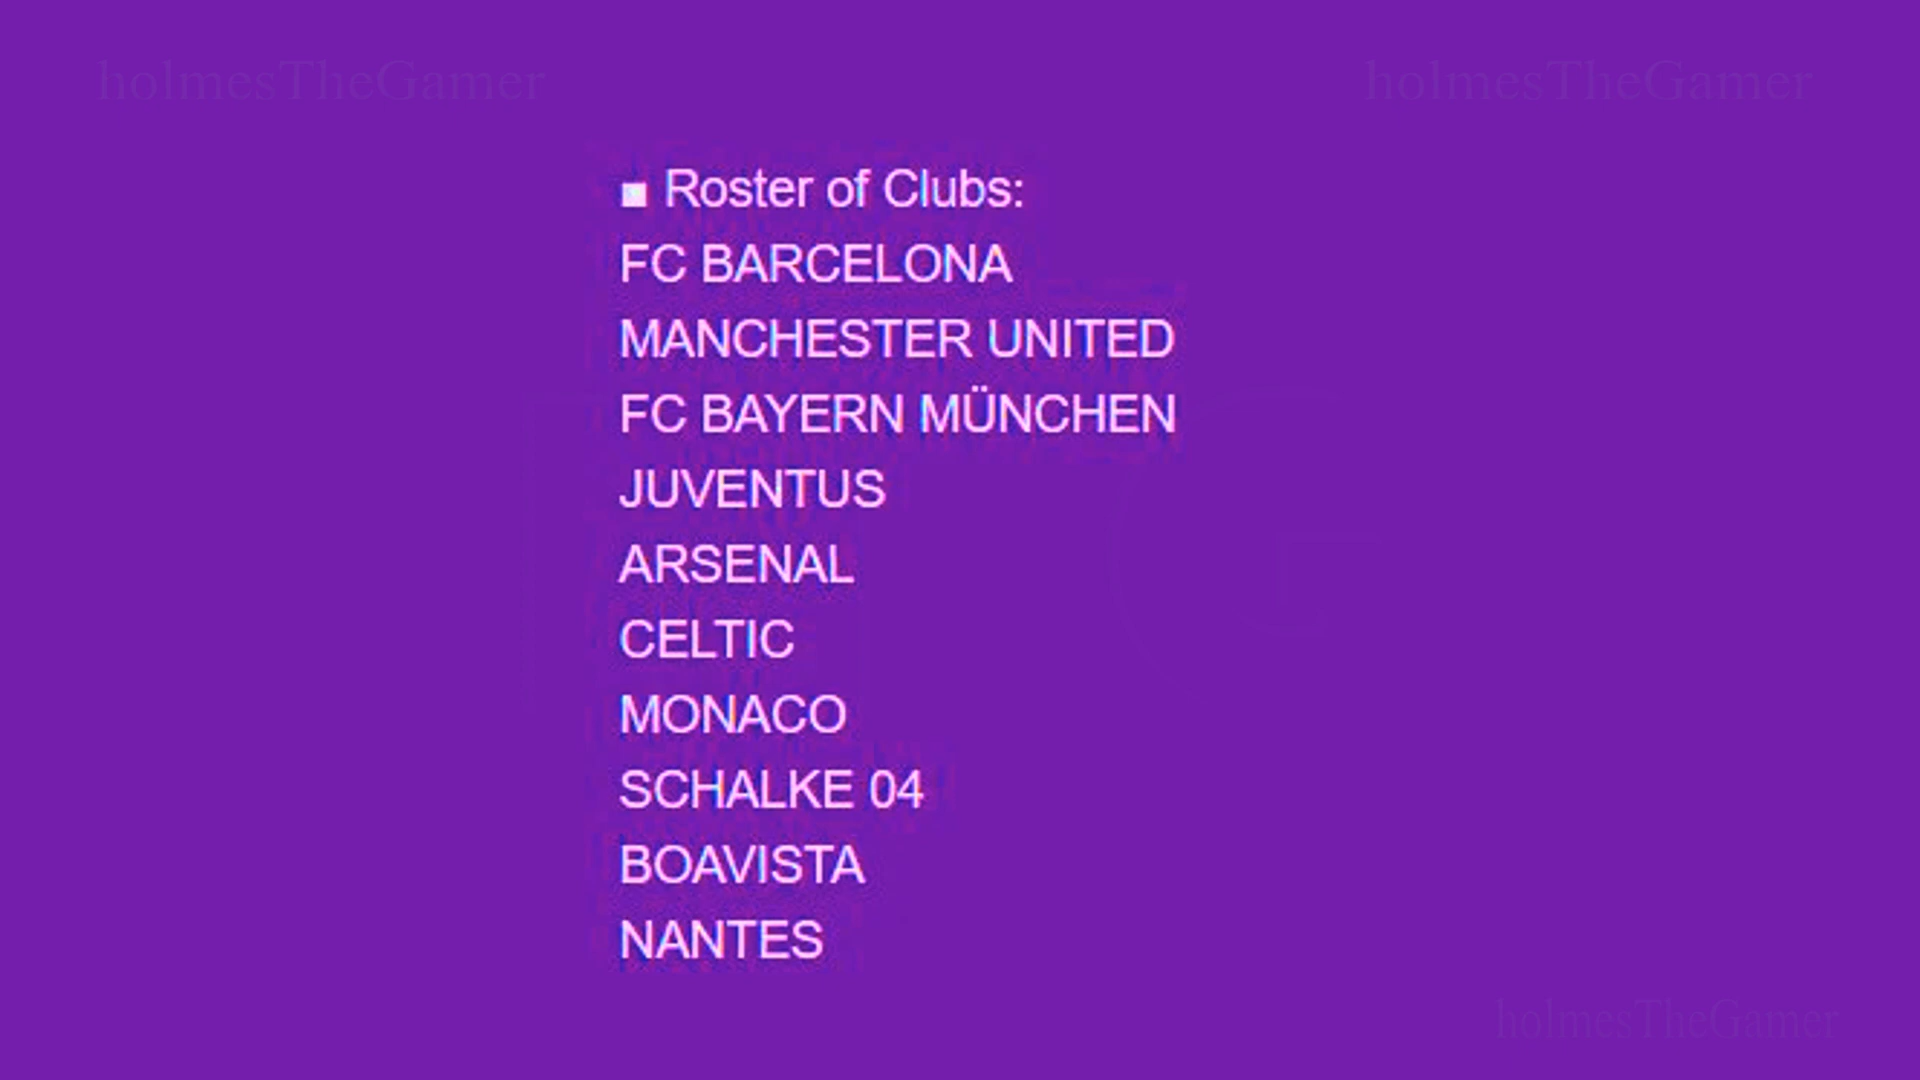 holmesTheGamer
holmesTheGamer
■ Roster of Clubs:
FC BARCELONA
MANCHESTER UNITED
FC BAYERN MÜNCHEN
JUVENTUS
ARSENAL
CELTIC
MONACO
SCHALKE 04
BOAVISTA
NANTES
holmesTheGamer